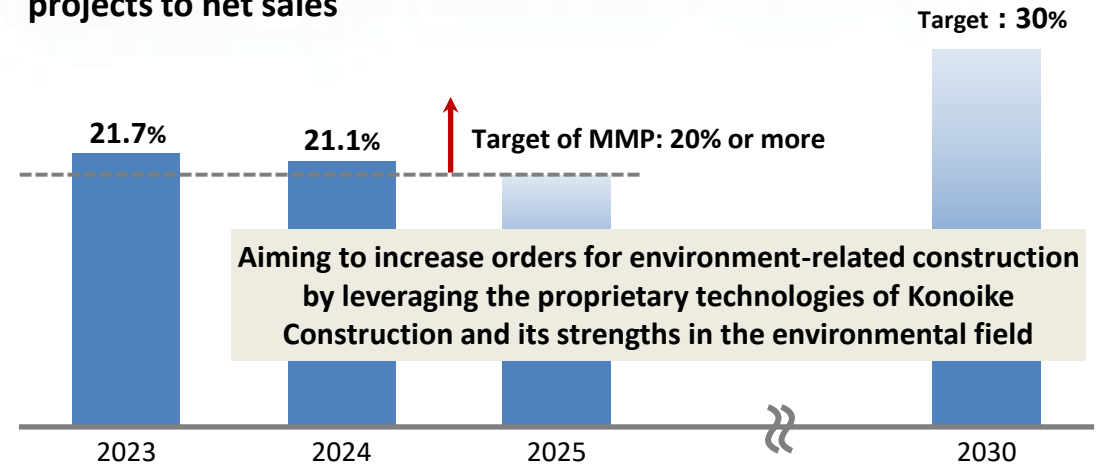 projects to net sales
Target : 30%
21.7%
21.1%
Target of MMP: 20% or more
Aiming to increase orders for environment-related construction
by leveraging the proprietary technologies of Konoike
Construction and its strengths in the environmental field
2023
2024
2025
2030